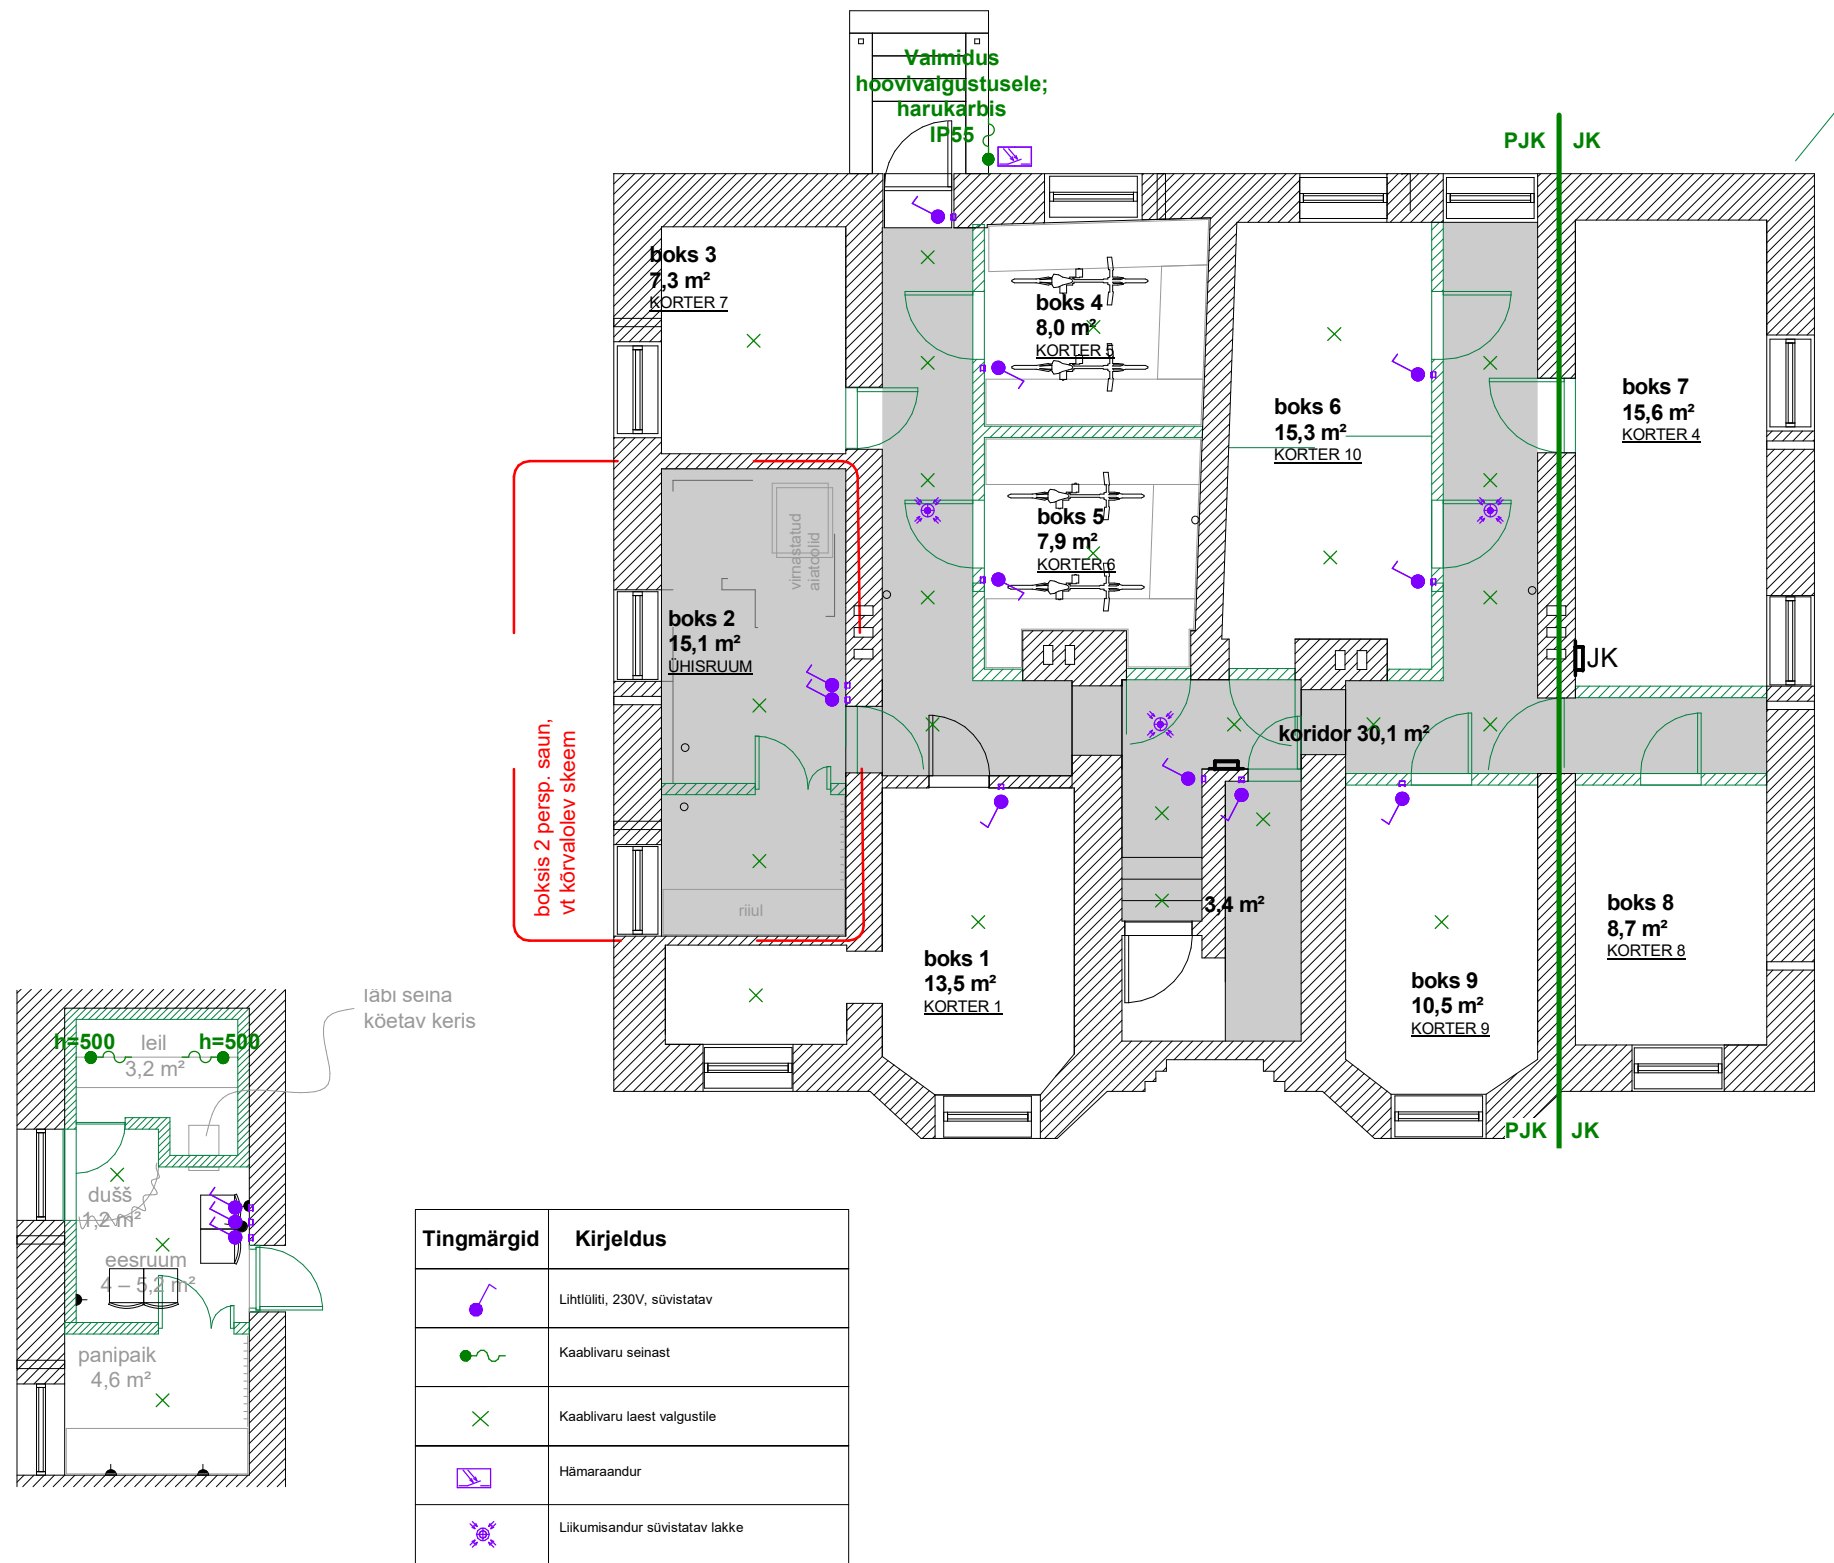 Valmidus
hoovivalgustusele;
harukarbis
IP55
PJK
JK
boks 3
7,3 m²
KORTER 7
boks 4
8,0 m²
KORTER 5
boks 7
15,6 m²
KORTER 4
boks 6
15,3 m²
KORTER 10
virnastatud
aiatoolid
boks 5
7,9 m²
KORTER 6
boks 2
15,1 m²
ÜHISRUUM
JK
koridor 30,1 m²
boksis 2 persp. saun,
vt kõrvalolev skeem
riiul
3,4 m²
boks 8
8,7 m²
KORTER 8
boks 1
13,5 m²
KORTER 1
boks 9
10,5 m²
KORTER 9
PJK
JK
läbi seina
köetav keris
h=500
leil
h=500
3,2 m²
dušš
1,2 m²
eesruum
4 – 5,2 m²
panipaik
4,6 m²
Tingmärgid
Kirjeldus
Lihtlüliti, 230V, süvistatav
Kaablivaru seinast
Kaablivaru laest valgustile
Hämaraandur
Liikumisandur süvistatav lakke